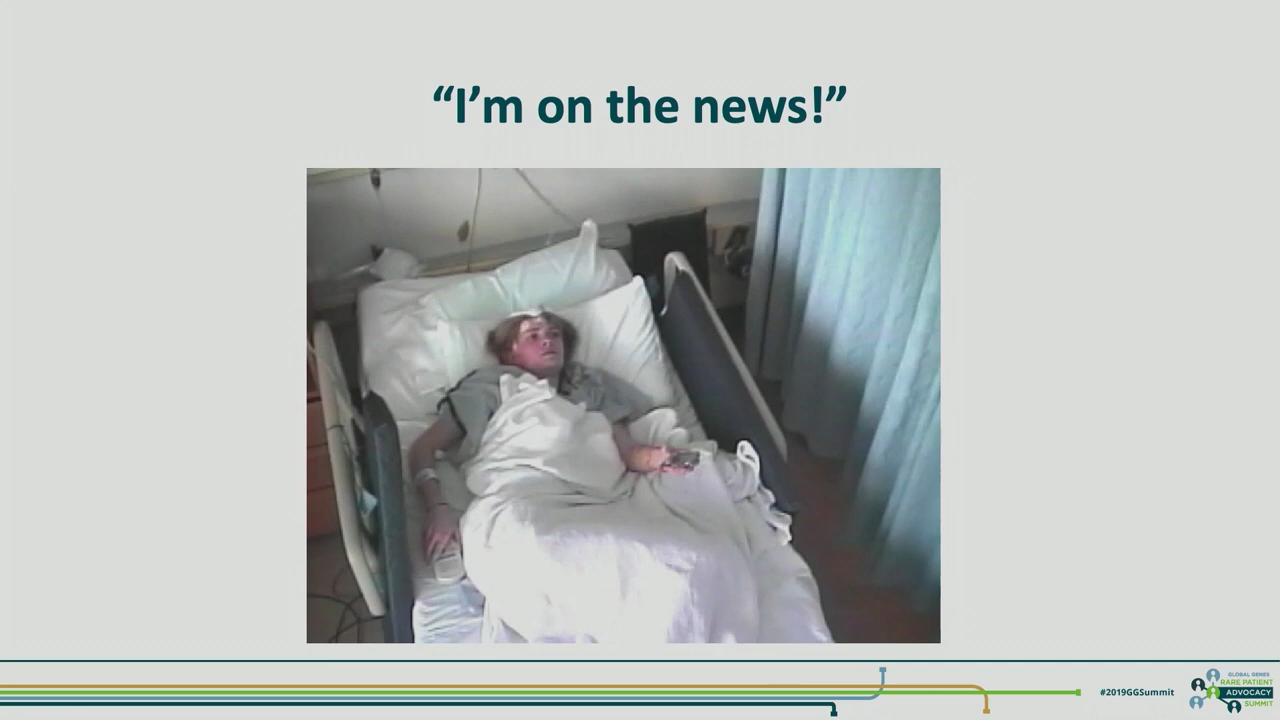 “I’m on the news!”
#2019GGSummit
GLOBAL GENES
RARE PATIENT
ADVOCACY
SUMMIT